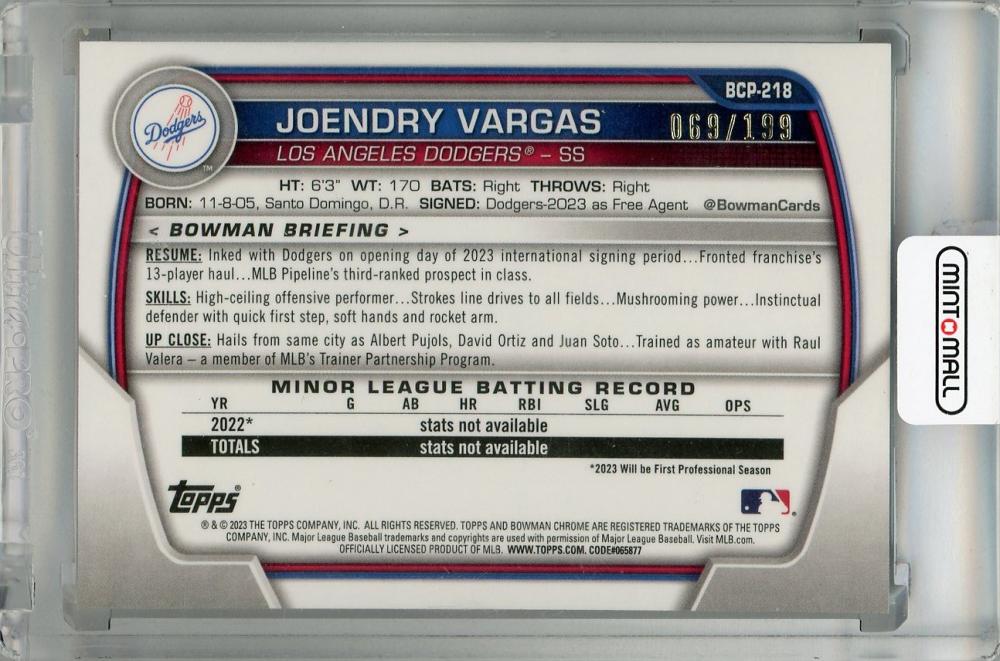 BCP-218
Dodgers
TM
JOENDRY VARGAS
069/199
LOS ANGELES DODGERS® – SS
HT: 6'3" WT: 170 BATS: Right THROWS: Right
BORN: 11-8-05, Santo Domingo, D.R. SIGNED: Dodgers-2023 as Free Agent @BowmanCards
< BOWMAN BRIEFING >
RESUME: Inked with Dodgers on opening day of 2023 international signing period...Fronted franchise's
13-player haul...MLB Pipeline's third-ranked prospect in class.
SKILLS: High-ceiling offensive performer...Strokes line drives to all fields...Mushrooming power...Instinctual
defender with quick first step, soft hands and rocket arm.
UP CLOSE: Hails from same city as Albert Pujols, David Ortiz and Juan Soto...Trained as amateur with Raul
Valera – a member of MLB's Trainer Partnership Program.
MINOR LEAGUE BATTING RECORD
YR G AB HR RBI SLG AVG OPS
2022* stats not available
TOTALS stats not available
*2023 Will be First Professional Season
Topps®
® & © 2023 THE TOPPS COMPANY, INC. ALL RIGHTS RESERVED. TOPPS AND BOWMAN CHROME ARE REGISTERED TRADEMARKS OF THE TOPPS
COMPANY, INC. Major League Baseball trademarks and copyrights are used with permission of Major League Baseball. Visit MLB.com.
OFFICIALLY LICENSED PRODUCT OF MLB. WWW.TOPPS.COM. CODE#065877
MINT MALL